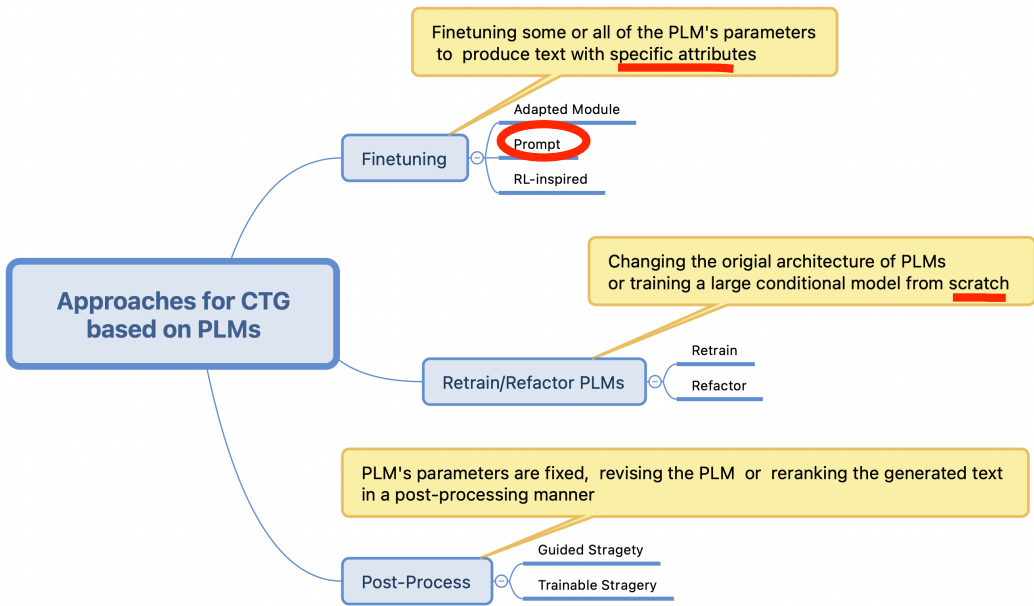 Finetuning some or all of the PLM's parameters
to produce text with specific attributes
Adapted Module
Prompt
RL-inspired
Finetuning
Changing the origial architecture of PLMs
or training a large conditional model from scratch
Approaches for CTG
based on PLMs
Retrain
Refactor
Retrain/Refactor PLMs
PLM's parameters are fixed, revising the PLM or reranking the generated text
in a post-processing manner
Guided Stragety
Trainable Stragery
Post-Process